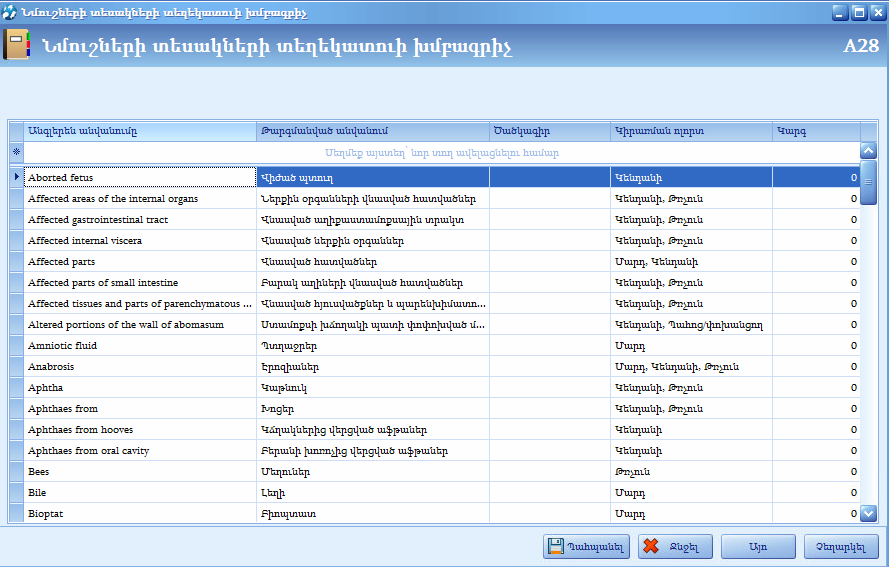 Նմուշների տեսակների տեղեկատուի խմբագրիչ
Նմուշների տեսակների տեղեկատուի խմբագրիչ A28
Անգլերեն անվանումը Թարգմանված անվանում Ծածկագիր Կիրառման ոլորտ Կարգ
Սեղմեք այստեղ՝ նոր տող ավելացնելու համար
Aborted fetus Վիժած պտուղ Կենդանի 0
Affected areas of the internal organs Ներքին օրգանների վնասված հատվածներ Կենդանի, Թռչուն 0
Affected gastrointestinal tract Վնասված աղիքաստամոքսային տրակտ Կենդանի, Թռչուն 0
Affected internal viscera Վնասված ներքին օրգաններ Կենդանի, Թռչուն 0
Affected parts Վնասված հատվածներ Մարդ, Կենդանի 0
Affected parts of small intestine Բարակ աղիների վնասված հատվածներ Կենդանի, Թռչուն 0
Affected tissues and parts of parenchymatous ... Վնասված հյուսվածքներ և պարենխիմատո... Կենդանի, Թռչուն 0
Altered portions of the wall of abomasum Ստամոքսի խճողակի պատի փոփոխված մ... Կենդանի, Պահոց/փոխանցող 0
Amniotic fluid Պտղաջրեր Մարդ 0
Anabrosis Էրոզիաներ Մարդ, Կենդանի, Թռչուն 0
Aphtha Կաթնուկ Կենդանի, Թռչուն 0
Aphthaes from Խոցեր Կենդանի, Թռչուն 0
Aphthaes from hooves Կճղակներից վերցված աֆթաներ Կենդանի 0
Aphthaes from oral cavity Բերանի խոռոչից վերցված աֆթաներ Կենդանի 0
Bees Մեղուներ Թռչուն 0
Bile Լեղի Մարդ 0
Bioptat Բիոպտատ Մարդ 0
Պահպանել Ջնջել Այո Չեղարկել